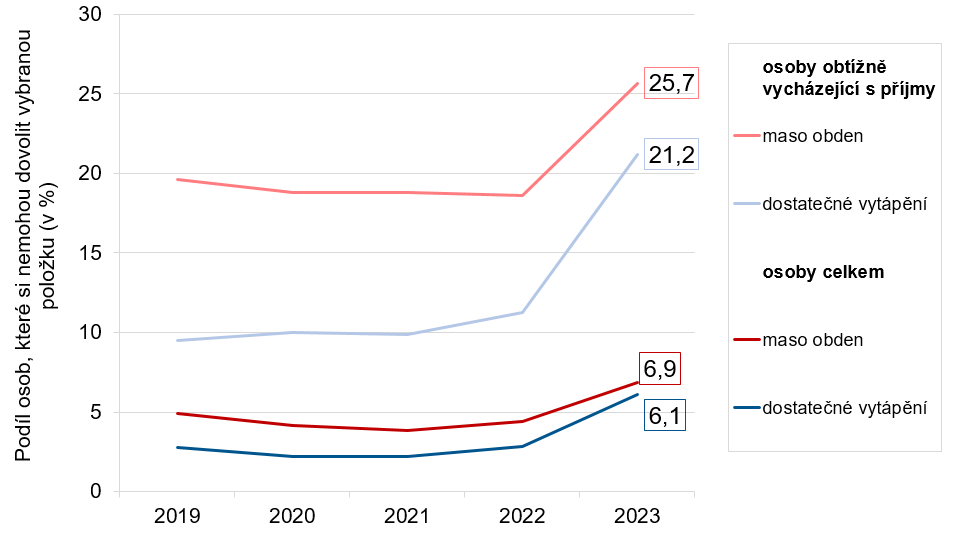 Podíl osob, které si nemohou dovolit vybranou
položku (v %)
30
25
20
15
10
5
0
2019
2020
2021
2022
2023
25,7
21,2
6,9
6,1
osoby obtížně
vycházející s příjmy
maso obden
dostatečné vytápění
osoby celkem
maso obden
dostatečné vytápění